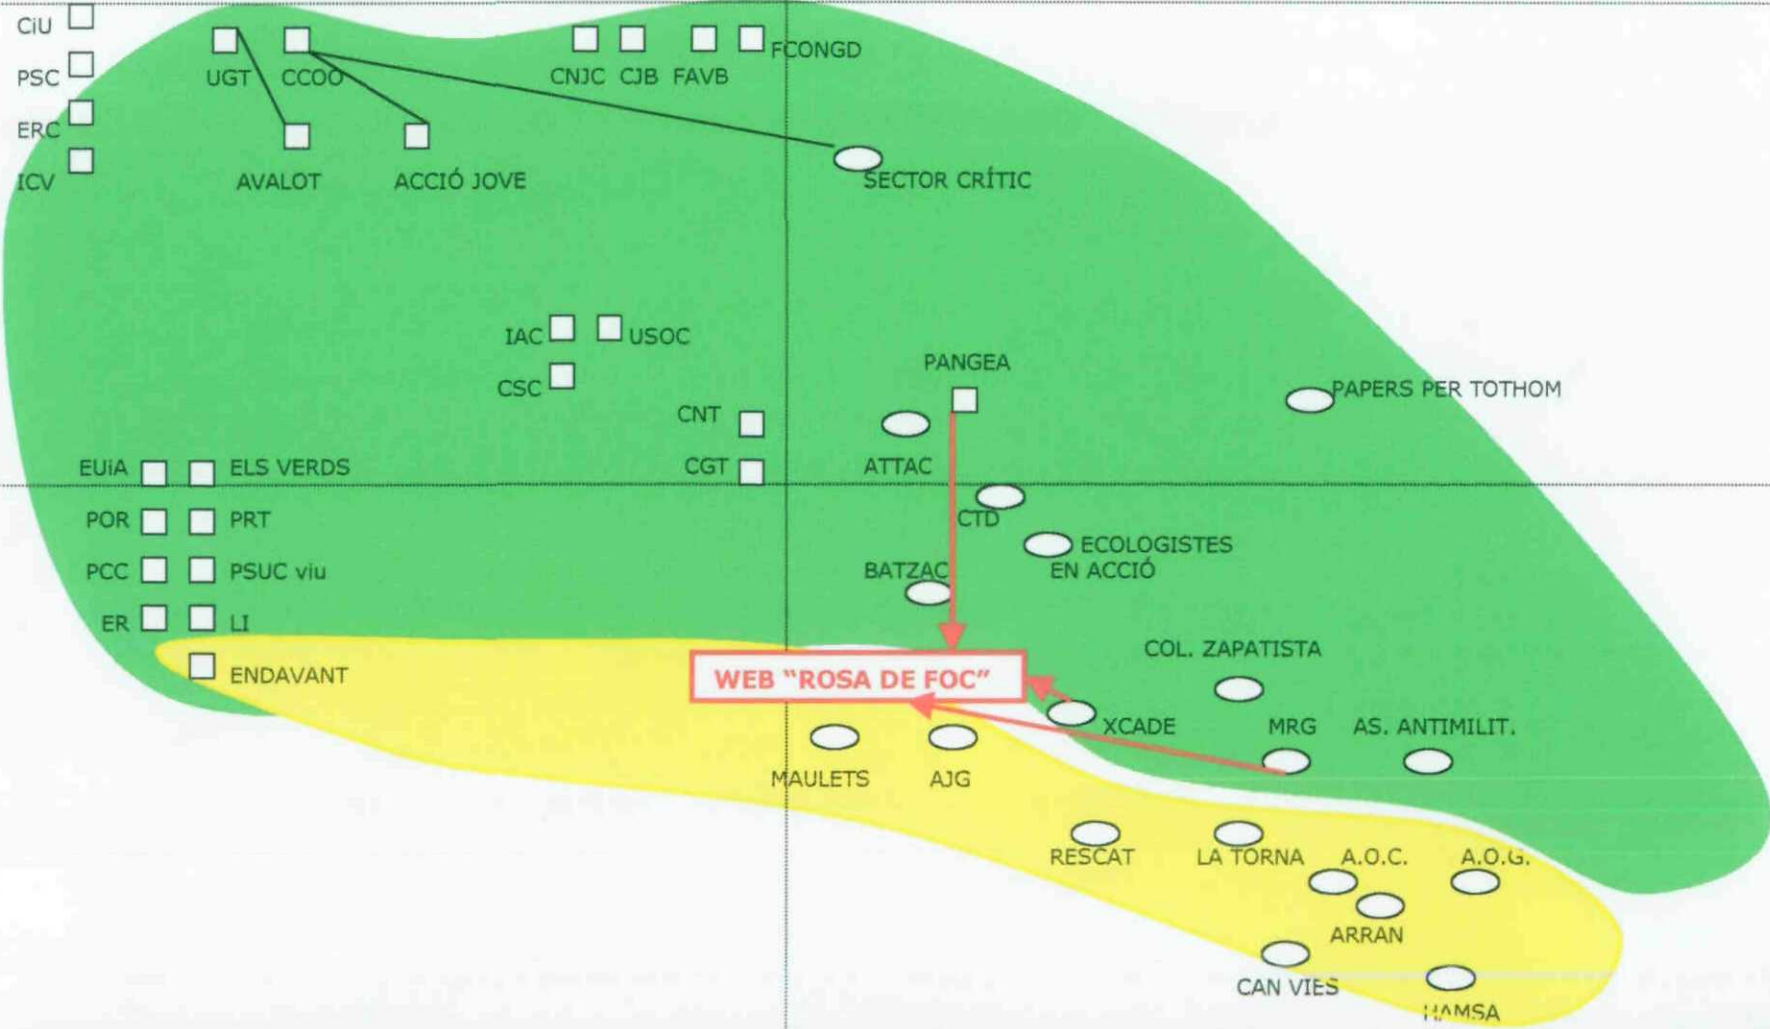 CiU
PSC
ERC
ICV
UGT
CCOO
CNJC
CJB
FAVB
FCONGD
AVALOT
ACCIÓ JOVE
SECTOR CRÍTIC
IAC
USOC
CSC
PANGEA
PAPERS PER TOTHOM
CNT
CGT
ATTAC
EUiA
ELS VERDS
POR
PRT
CTD
ECOLOGISTES
EN ACCIÓ
PCC
PSUC viu
BATZAC
ER
LI
ENDAVANT
WEB “ROSA DE FOC”
COL. ZAPATISTA
XCADE
MRG
AS. ANTIMILIT.
MAULETS
AJG
RESCAT
LA TORNA
A.O.C.
A.O.G.
ARRAN
CAN VIES
HAMSA